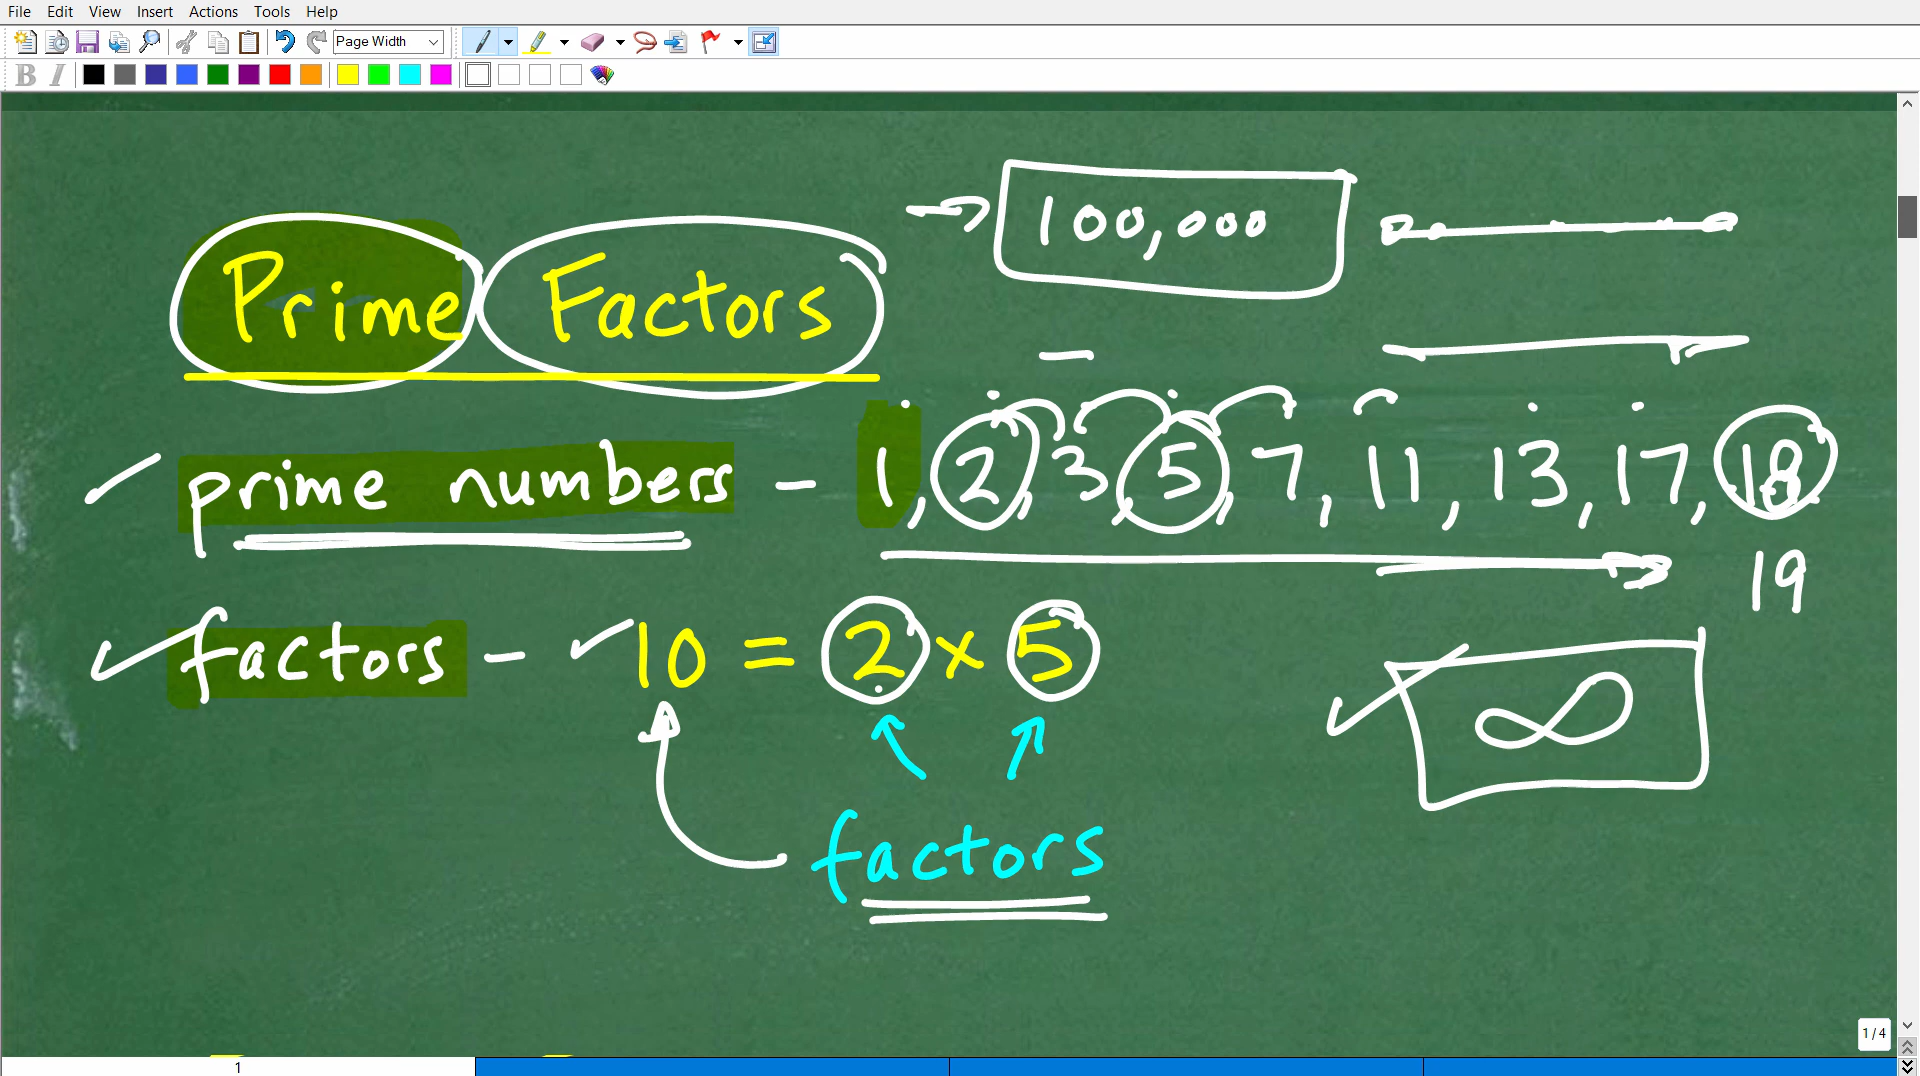 File Edit View Insert Actions Tools Help
Page Width
B I
100,000
Prime Factors
prime numbers - 1, 2, 3, 5, 7, 11, 13, 17, 18
19
factors - 10 = 2 x 5
∞
factors
1 / 4
1